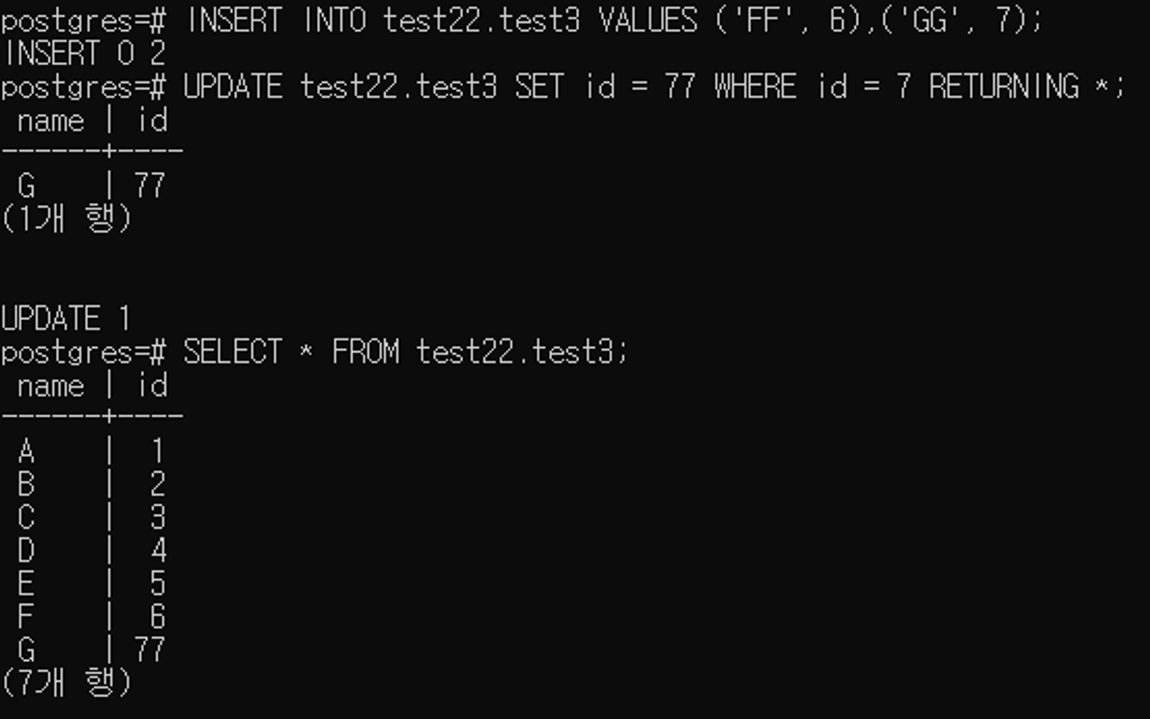 postgres=# INSERT INTO test22.test3 VALUES ('FF', 6),('GG', 7);
INSERT 0 2
postgres=# UPDATE test22.test3 SET id = 77 WHERE id = 7 RETURNING *;
 name | id
------+----
 G    | 77
(1개 행)
UPDATE 1
postgres=# SELECT * FROM test22.test3;
 name | id
------+----
 A    |  1
 B    |  2
 C    |  3
 D    |  4
 E    |  5
 F    |  6
 G    | 77
(7개 행)